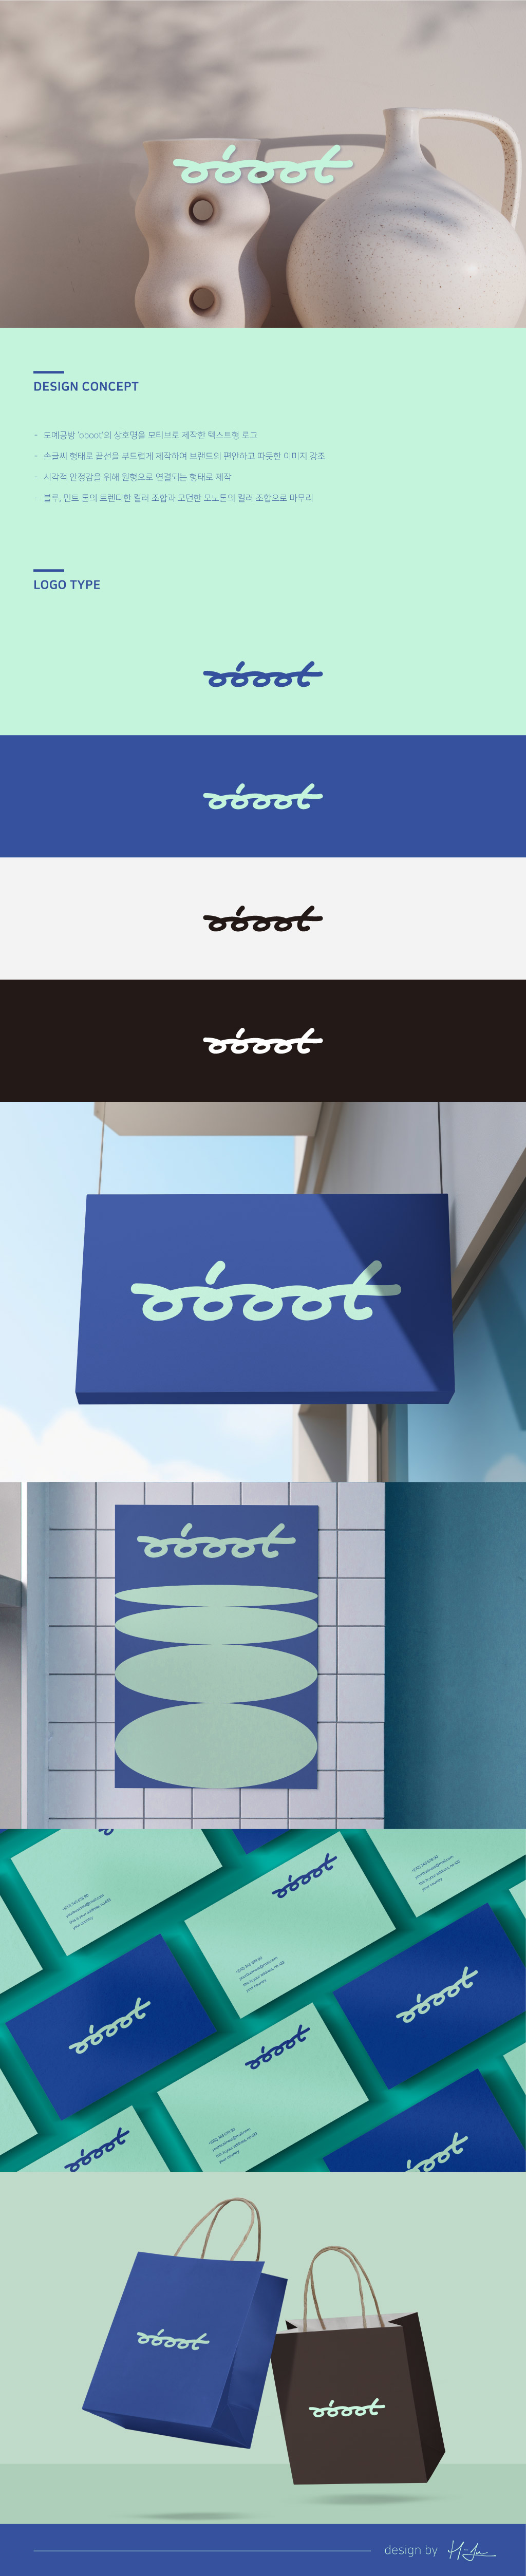 oboot
DESIGN CONCEPT
- 도예공방 'oboot'의 상호명을 모티브로 제작한 텍스트형 로고
- 손글씨 형태로 끝선을 부드럽게 제작하여 브랜드의 편안하고 따듯한 이미지 강조
- 시각적 안정감을 위해 원형으로 연결되는 형태로 제작
- 블루, 민트 톤의 트렌디한 컬러 조합과 모던한 모노톤의 컬러 조합으로 마무리
LOGO TYPE
oboot
oboot
oboot
oboot
oboot
oboot
oboot
oboot
oboot
oboot
oboot
oboot
oboot
oboot
design by